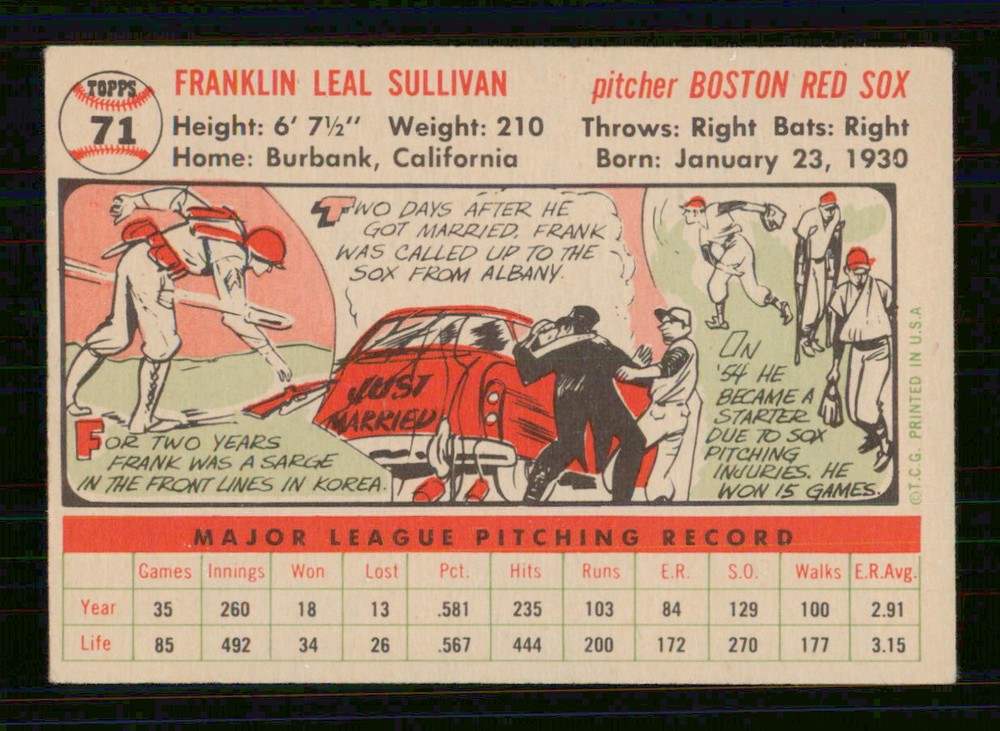 TOPPS
71
FRANKLIN LEAL SULLIVAN
pitcher BOSTON RED SOX
Height: 6' 7½" Weight: 210 Throws: Right Bats: Right
Home: Burbank, California Born: January 23, 1930
FOR TWO YEARS
FRANK WAS A SARGE
IN THE FRONT LINES IN KOREA.
TWO DAYS AFTER HE
GOT MARRIED, FRANK
WAS CALLED UP TO THE
SOX FROM ALBANY.
JUST
MARRIED
ON
'54 HE
BECAME A
STARTER
DUE TO SOX
PITCHING
INJURIES. HE
WON 15 GAMES.
©T.C.G. PRINTED IN U.S.A
MAJOR LEAGUE PITCHING RECORD
Games Innings Won Lost Pct. Hits Runs E.R. S.O. Walks E.R.Avg.
Year 35 260 18 13 .581 235 103 84 129 100 2.91
Life 85 492 34 26 .567 444 200 172 270 177 3.15